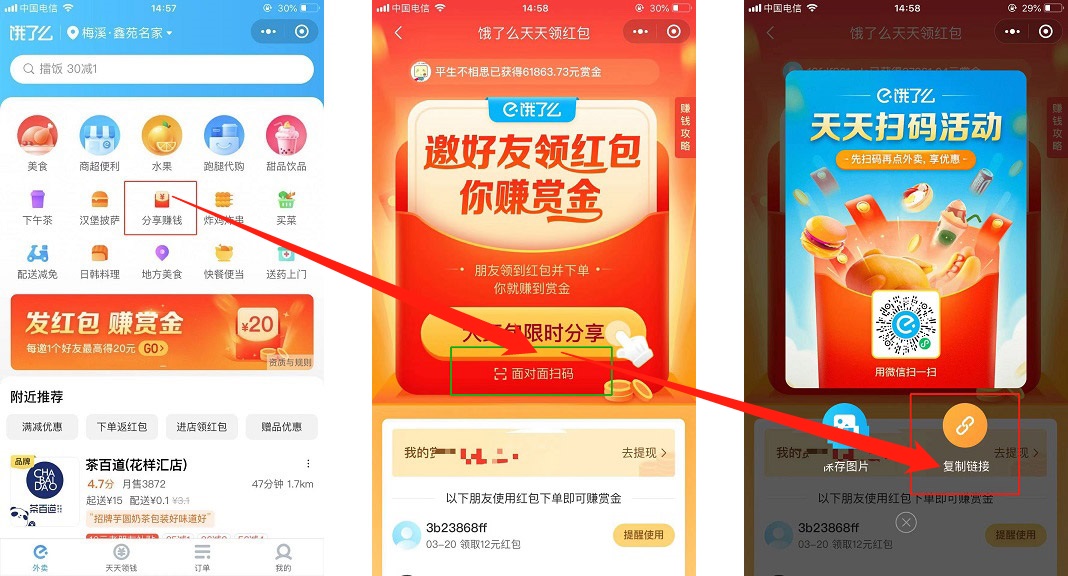 中国电信
14:57
30%
饿了么
梅溪·鑫苑名家
播饭 30减1
美食
商超便利
水果
跑腿代购
甜品饮品
下午茶
汉堡披萨
分享赚钱
炸鸡炸串
买菜
配送减免
日韩料理
地方美食
快餐便当
送药上门
发红包 赚赏金
每邀1个好友最高得20元 GO>
¥20
资质与规则
附近推荐
满减优惠
下单返红包
进店领红包
赠品优惠
品牌
CHA
BAI
DAO
茶百道
茶百道(花样汇店)
4.7分 月售3872
47分钟 1.7km
起送¥15 配送¥0.1 ¥3.1
"招牌芋圆奶茶包装好味道好"
外卖
天天领钱
订单
我的
中国电信
14:58
30%
饿了么天天领红包
平生不相思已获得61863.73元赏金
赚钱攻略
饿了么
邀好友领红包
你赚赏金
朋友领到红包并下单
你就赚到赏金
限时分享
面对面扫码
我的
去提现 >
以下朋友使用红包下单即可赚赏金
3b23868ff
03-20 领取12元红包
提醒使用
中国电信
14:58
29%
饿了么天天领红包
赚钱攻略
饿了么
天天扫码活动
- 先扫码再点外卖, 享优惠 -
用微信扫一扫
保存图片
复制链接
我的
去提现 >
以下朋友使用红包下单即可赚赏金
3b23868ff
03-20 领取12元红包
提醒使用